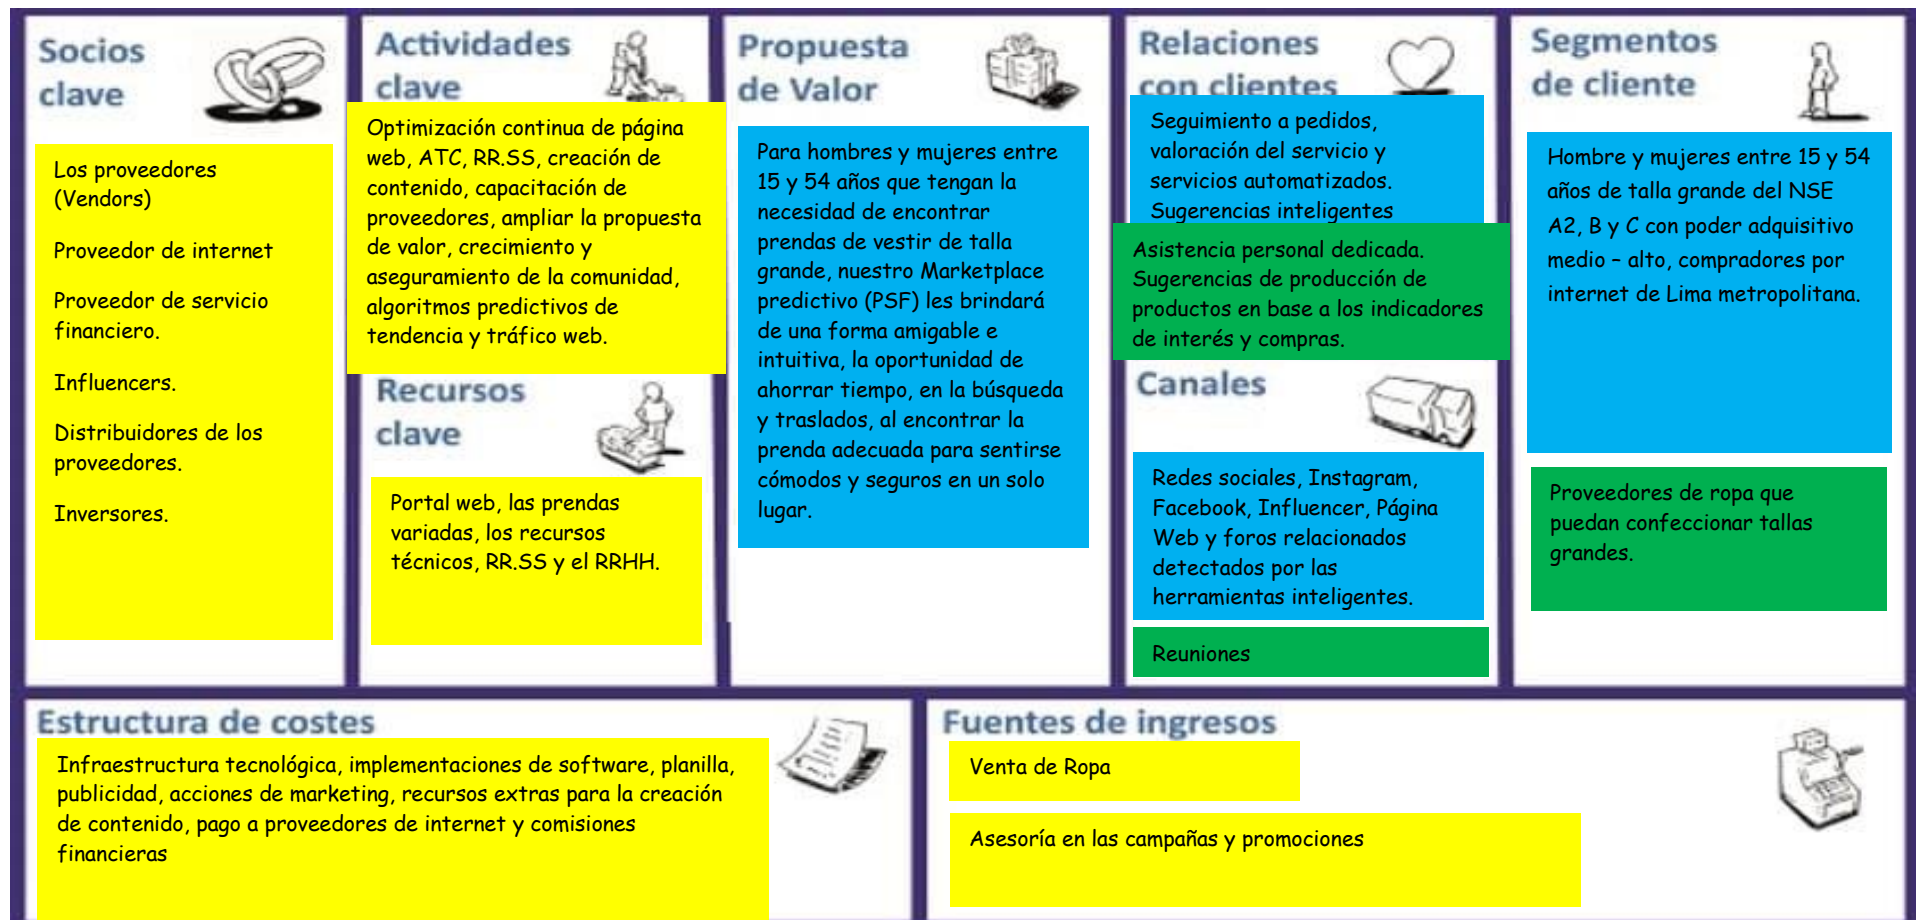 Socios
clave
Los proveedores
(Vendors)
Proveedor de internet
Proveedor de servicio
financiero.
Influencers.
Distribuidores de los
proveedores.
Inversores.
Actividades
clave
Optimización continua de página
web, ATC, RR.SS, creación de
contenido, capacitación de
proveedores, ampliar la propuesta
de valor, crecimiento y
aseguramiento de la comunidad,
algoritmos predictivos de
tendencia y tráfico web.
Recursos
clave
Portal web, las prendas
variadas, los recursos
técnicos, RR.SS y el RRHH.
Propuesta
de Valor
Para hombres y mujeres entre
15 y 54 años que tengan la
necesidad de encontrar
prendas de vestir de talla
grande, nuestro Marketplace
predictivo (PSF) les brindará
de una forma amigable e
intuitiva, la oportunidad de
ahorrar tiempo, en la búsqueda
y traslados, al encontrar la
prenda adecuada para sentirse
cómodos y seguros en un solo
lugar.
Relaciones
con clientes
Seguimiento a pedidos,
valoración del servicio y
servicios automatizados.
Sugerencias inteligentes
Asistencia personal dedicada.
Sugerencias de producción de
productos en base a los indicadores
de interés y compras.
Canales
Redes sociales, Instagram,
Facebook, Influencer, Página
Web y foros relacionados
detectados por las
herramientas inteligentes.
Reuniones
Segmentos
de cliente
Hombre y mujeres entre 15 y 54
años de talla grande del NSE
A2, B y C con poder adquisitivo
medio – alto, compradores por
internet de Lima metropolitana.
Proveedores de ropa que
puedan confeccionar tallas
grandes.
Estructura de costes
Infraestructura tecnológica, implementaciones de software, planilla,
publicidad, acciones de marketing, recursos extras para la creación
de contenido, pago a proveedores de internet y comisiones
financieras
Fuentes de ingresos
Venta de Ropa
Asesoría en las campañas y promociones